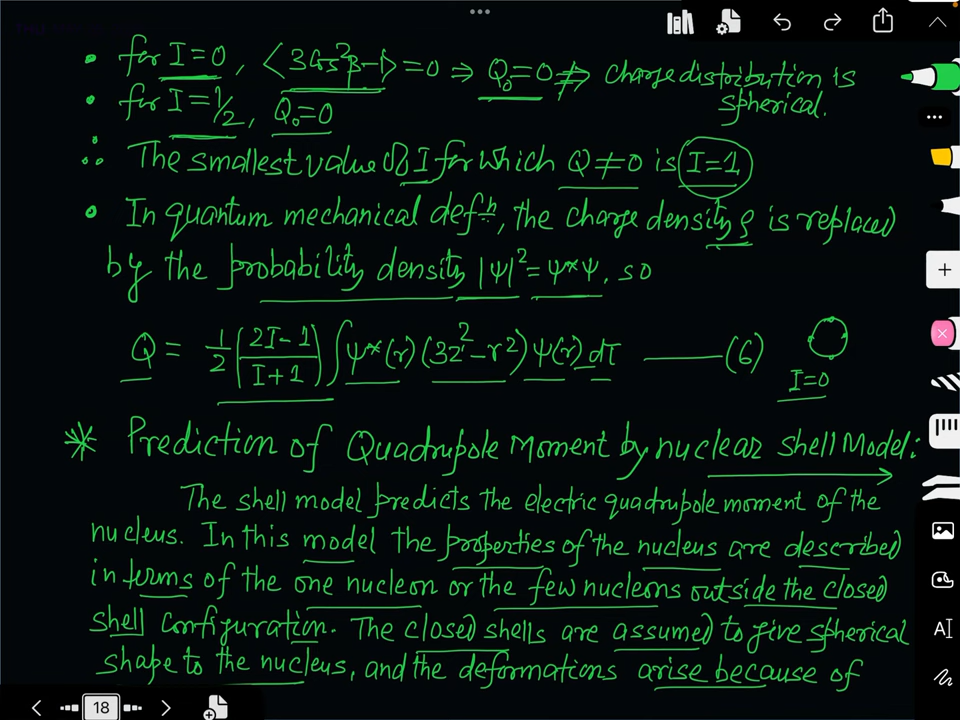 • for I=0, ⟨3cos²β-1⟩=0 ⇒ Q₀=0 ⇒ charge distribution is spherical.
• for I=1/2, Q₀=0
∴ The smallest value of I for which Q≠0 is I=1
• In quantum mechanical defn, the charge density ρ is replaced
by the probability density |Ψ|²=Ψ*Ψ, so
Q = 1/2 (2I-1/I+1) ∫ Ψ*(r) (3z²-r²) Ψ(r) dτ ——— (6)
I=0
* Prediction of Quadrupole Moment by nuclear shell Model:
The shell model predicts the electric quadrupole moment of the
nucleus. In this model the properties of the nucleus are described
in terms of the one nucleon or the few nucleons outside the closed
shell configuration. The closed shells are assumed to give spherical
shape to the nucleus, and the deformations arise because of
18